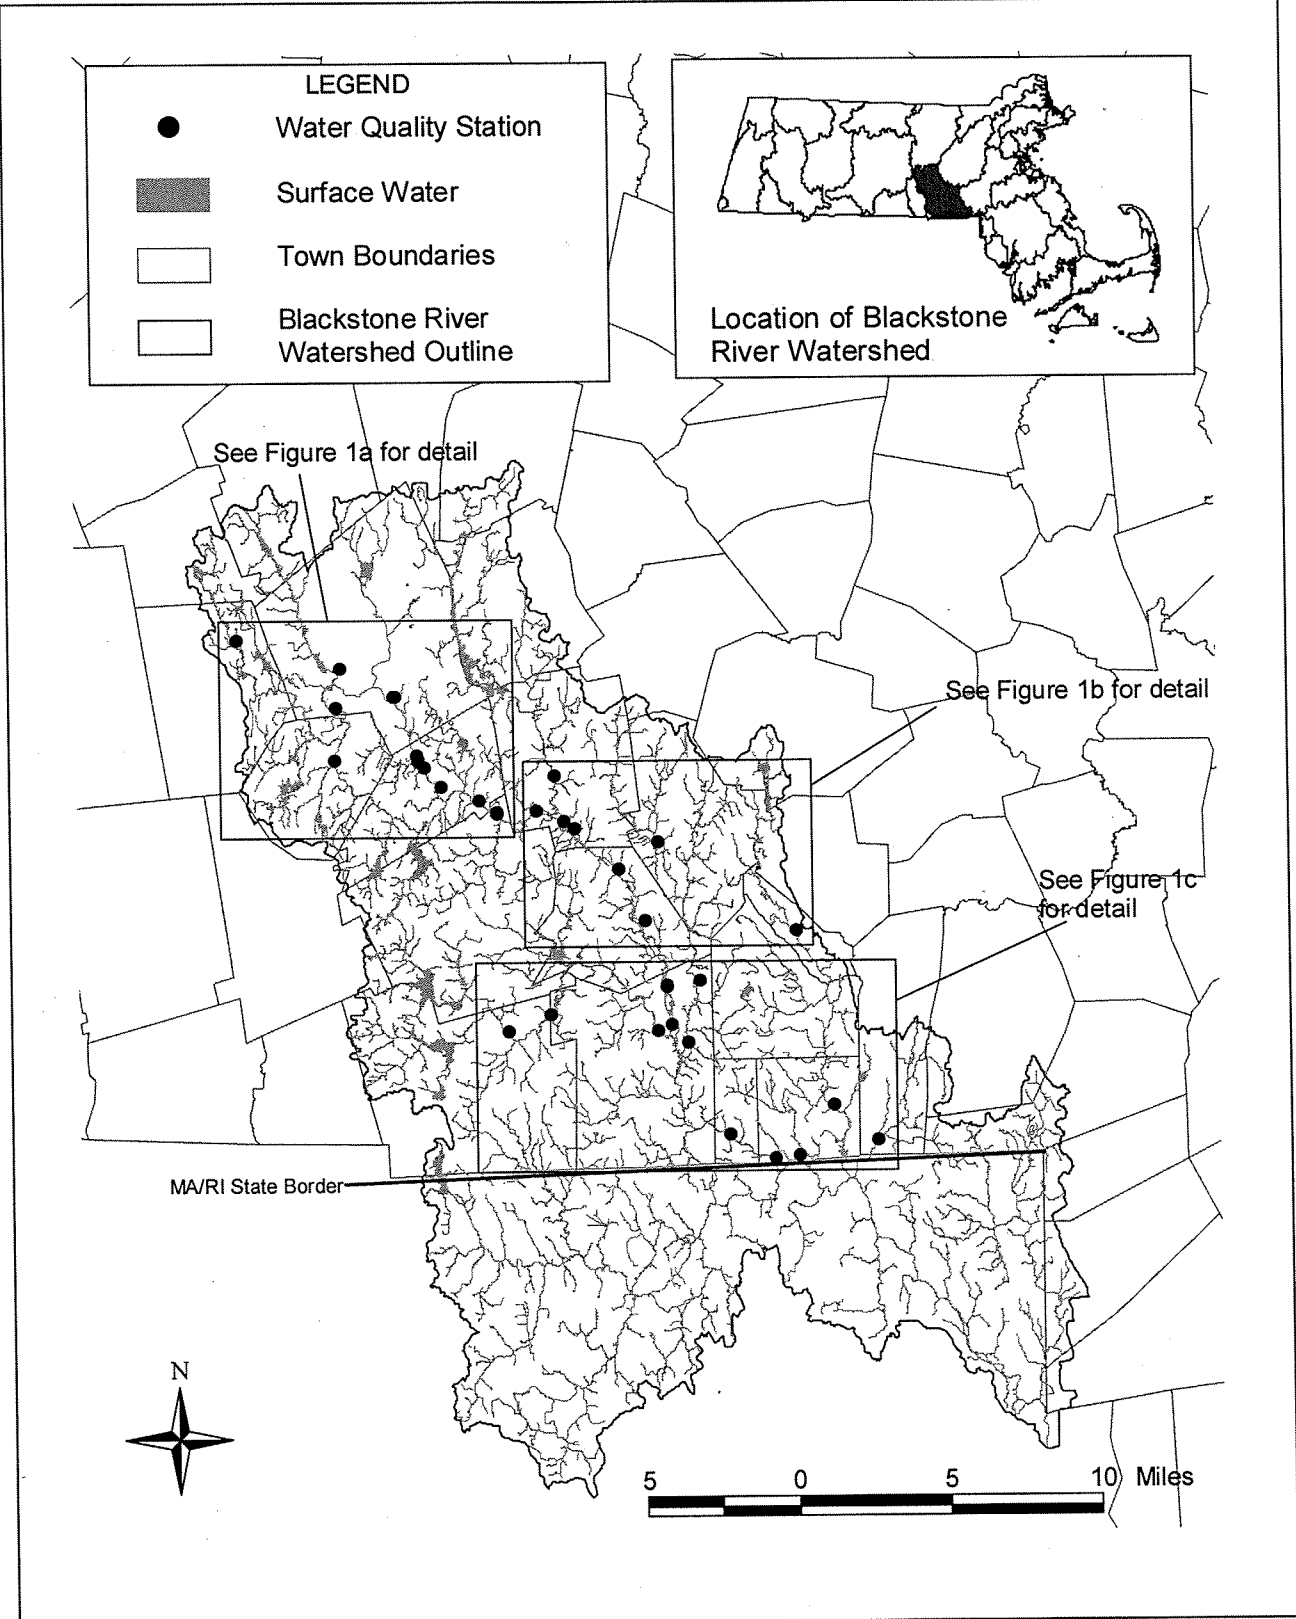 LEGEND
Water Quality Station
Surface Water
Town Boundaries
Blackstone River
Watershed Outline
Location of Blackstone
River Watershed
See Figure 1a for detail
See Figure 1b for detail
See Figure 1c
for detail
MA/RI State Border
N
5 0 5 10 Miles